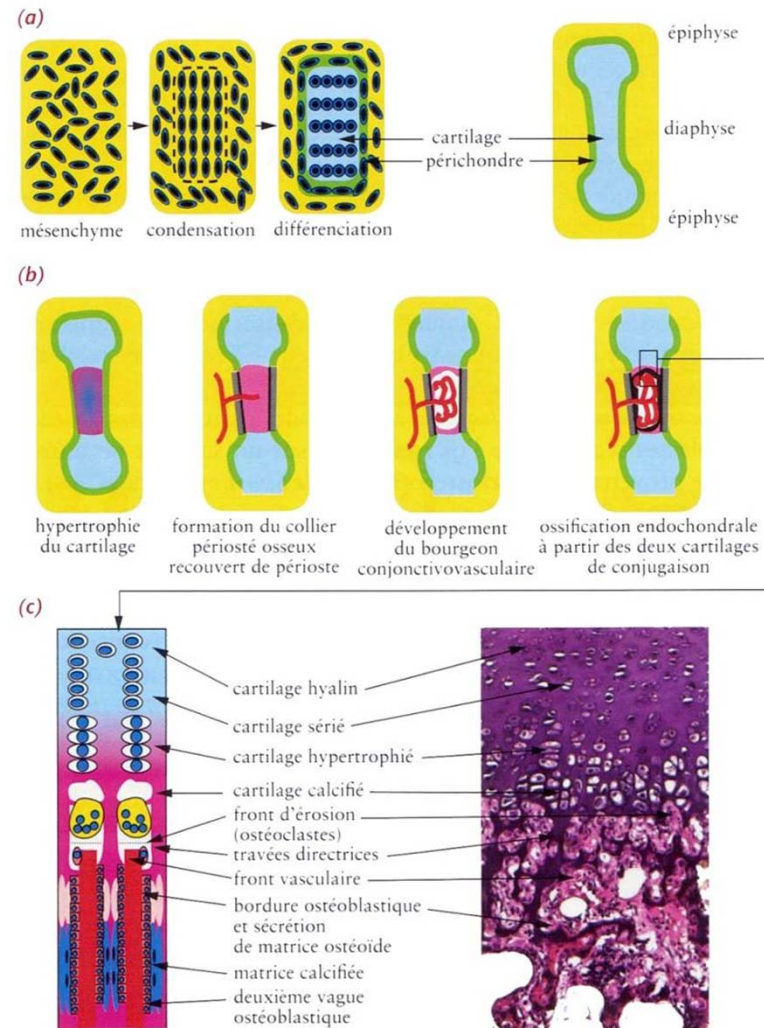 (a)
épiphyse
cartilage
diaphyse
périchondre
mésenchyme
condensation
différenciation
épiphyse
(b)
hypertrophie
du cartilage
formation du collier
périosté osseux
recouvert de périoste
développement
du bourgeon
conjonctivovasculaire
ossification endochondrale
à partir des deux cartilages
de conjugaison
(c)
cartilage hyalin
cartilage sérié
cartilage hypertrophié
cartilage calcifié
front d'érosion
(ostéoclastes)
travées directrices
front vasculaire
bordure ostéoblastique
et sécrétion
de matrice ostéoïde
matrice calcifiée
deuxième vague
ostéoblastique